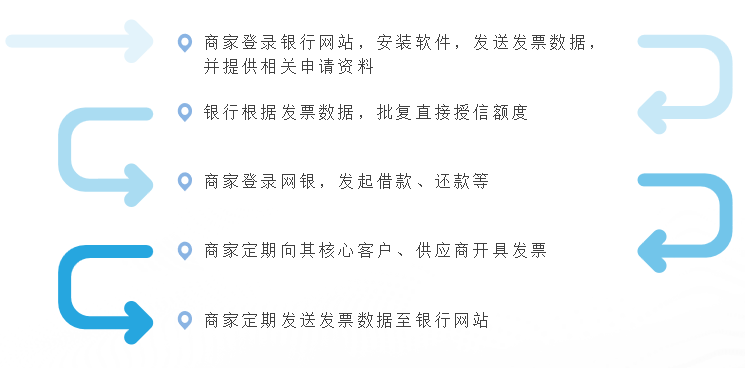 商家登录银行网站，安装软件，发送发票数据，
并提供相关申请资料
银行根据发票数据，批复直接授信额度
商家登录网银，发起借款、还款等
商家定期向其核心客户、供应商开具发票
商家定期发送发票数据至银行网站